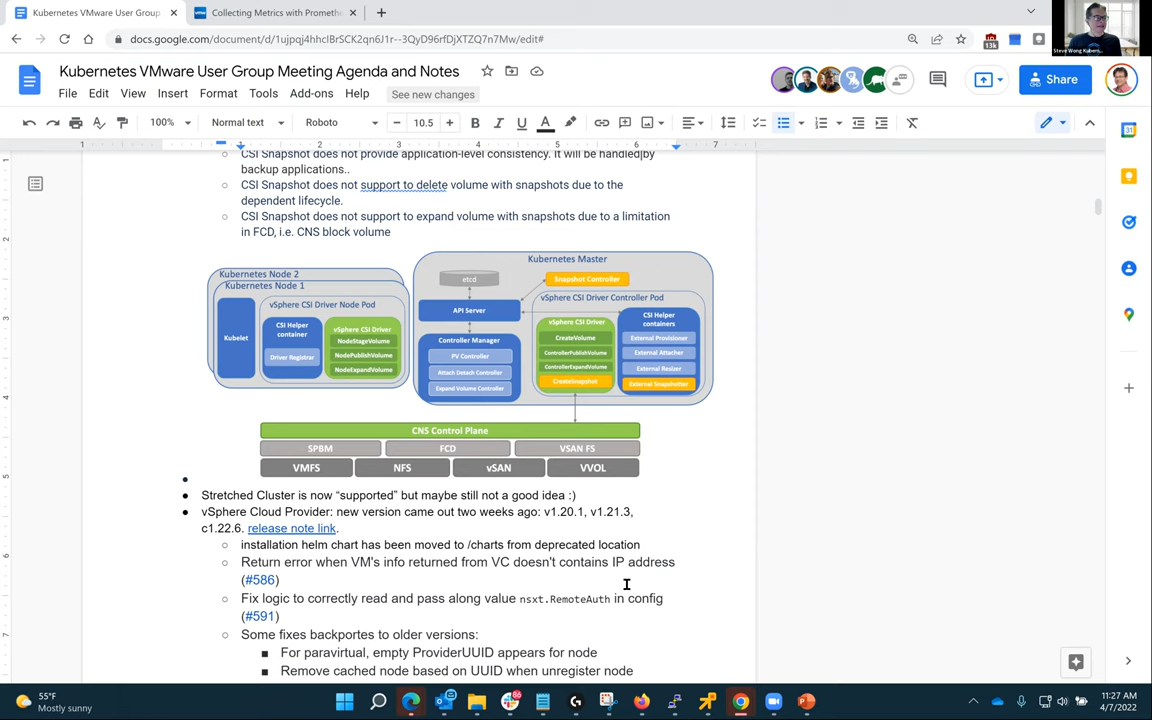 Kubernetes VMware User Group
Collecting Metrics with Promethe
docs.google.com/document/d/1ujpqj4hhclBrSCK2qn6J1r--3QyD96rfDjXTZQ7n7Mw/edit#
13k
Steve Wong Kubern...
Kubernetes VMware User Group Meeting Agenda and Notes
File Edit View Insert Format Tools Add-ons Help See new changes
Share
100% Normal text Roboto 10.5
1 1 2 3 4 5 6 7
CSI Snapshot does not provide application-level consistency. It will be handled by
backup applications..
CSI Snapshot does not support to delete volume with snapshots due to the
dependent lifecycle.
CSI Snapshot does not support to expand volume with snapshots due to a limitation
in FCD, i.e. CNS block volume
Kubernetes Node 2
Kubernetes Node 1
vSphere CSI Driver Node Pod
Kubelet
CSI Helper
container
Driver Registrar
vSphere CSI Driver
NodeStageVolume
NodePublishVolume
NodeExpandVolume
Kubernetes Master
etcd
Snapshot Controller
API Server
vSphere CSI Driver Controller Pod
Controller Manager
PV Controller
Attach Detach Controller
Expand Volume Controller
vSphere CSI Driver
CreateVolume
ControllerPublishVolume
ControllerExpandVolume
CreateSnapshot
CSI Helper
containers
External Provisioner
External Attacher
External Resizer
External Snapshotter
CNS Control Plane
SPBM FCD VSAN FS
VMFS NFS vSAN VVOL
Stretched Cluster is now “supported” but maybe still not a good idea :)
vSphere Cloud Provider: new version came out two weeks ago: v1.20.1, v1.21.3,
c1.22.6. release note link.
installation helm chart has been moved to /charts from deprecated location
Return error when VM's info returned from VC doesn't contains IP address
(#586)
Fix logic to correctly read and pass along value nsxt.RemoteAuth in config
(#591)
Some fixes backportes to older versions:
For paravirtual, empty ProviderUUID appears for node
Remove cached node based on UUID when unregister node
55°F
Mostly sunny
11:27 AM
4/7/2022